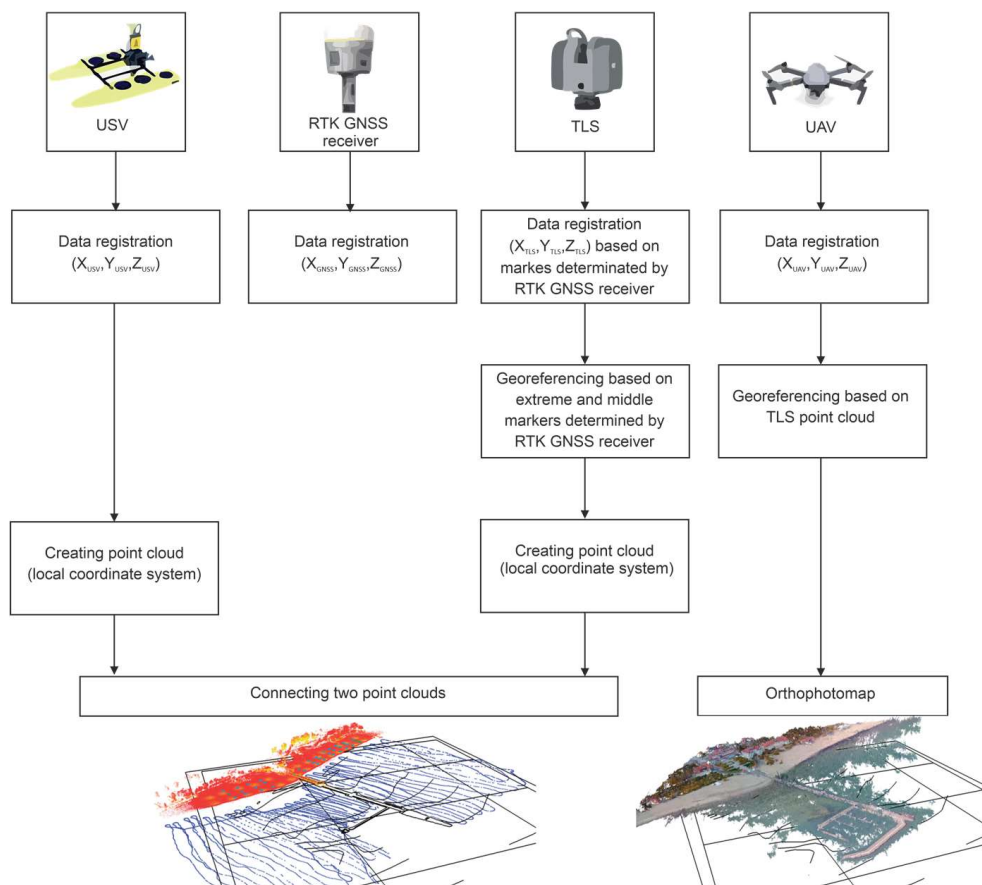 USV
RTK GNSS
receiver
TLS
UAV
Data registration
(XUSV,YUSV,ZUSV)
Data registration
(XGNSS,YGNSS,ZGNSS)
Data registration
(XTLS,YTLS,ZTLS) based on
markes determinated by
RTK GNSS receiver
Data registration
(XUAV,YUAV,ZUAV)
Georeferencing based on
extreme and middle
markers determined by
RTK GNSS receiver
Georeferencing based on
TLS point cloud
Creating point cloud
(local coordinate system)
Creating point cloud
(local coordinate system)
Connecting two point clouds
Orthophotomap